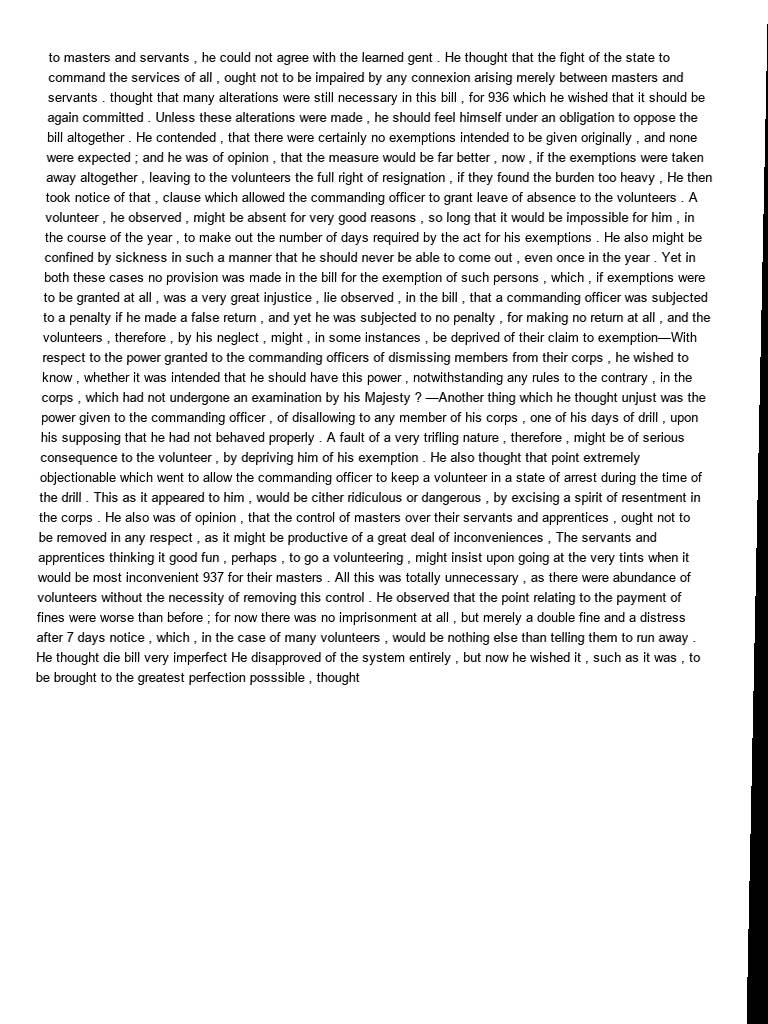 to masters and servants , he could not agree with the learned gent . He thought that the fight of the state to
command the services of all , ought not to be impaired by any connexion arising merely between masters and
servants . thought that many alterations were still necessary in this bill , for 936 which he wished that it should be
again committed . Unless these alterations were made , he should feel himself under an obligation to oppose the
bill altogether . He contended , that there were certainly no exemptions intended to be given originally , and none
were expected ; and he was of opinion , that the measure would be far better , now , if the exemptions were taken
away altogether , leaving to the volunteers the full right of resignation , if they found the burden too heavy , He then
took notice of that , clause which allowed the commanding officer to grant leave of absence to the volunteers . A
volunteer , he observed , might be absent for very good reasons , so long that it would be impossible for him , in
the course of the year , to make out the number of days required by the act for his exemptions . He also might be
confined by sickness in such a manner that he should never be able to come out , even once in the year . Yet in
both these cases no provision was made in the bill for the exemption of such persons , which , if exemptions were
to be granted at all , was a very great injustice , lie observed , in the bill , that a commanding officer was subjected
to a penalty if he made a false return , and yet he was subjected to no penalty , for making no return at all , and the
volunteers , therefore , by his neglect , might , in some instances , be deprived of their claim to exemption—With
respect to the power granted to the commanding officers of dismissing members from their corps , he wished to
know , whether it was intended that he should have this power , notwithstanding any rules to the contrary , in the
corps , which had not undergone an examination by his Majesty ? —Another thing which he thought unjust was the
power given to the commanding officer , of disallowing to any member of his corps , one of his days of drill , upon
his supposing that he had not behaved properly . A fault of a very trifling nature , therefore , might be of serious
consequence to the volunteer , by depriving him of his exemption . He also thought that point extremely
objectionable which went to allow the commanding officer to keep a volunteer in a state of arrest during the time of
the drill . This as it appeared to him , would be cither ridiculous or dangerous , by excising a spirit of resentment in
the corps . He also was of opinion , that the control of masters over their servants and apprentices , ought not to
be removed in any respect , as it might be productive of a great deal of inconveniences , The servants and
apprentices thinking it good fun , perhaps , to go a volunteering , might insist upon going at the very tints when it
would be most inconvenient 937 for their masters . All this was totally unnecessary , as there were abundance of
volunteers without the necessity of removing this control . He observed that the point relating to the payment of
fines were worse than before ; for now there was no imprisonment at all , but merely a double fine and a distress
after 7 days notice , which , in the case of many volunteers , would be nothing else than telling them to run away .
He thought die bill very imperfect He disapproved of the system entirely , but now he wished it , such as it was , to
be brought to the greatest perfection posssible , thought